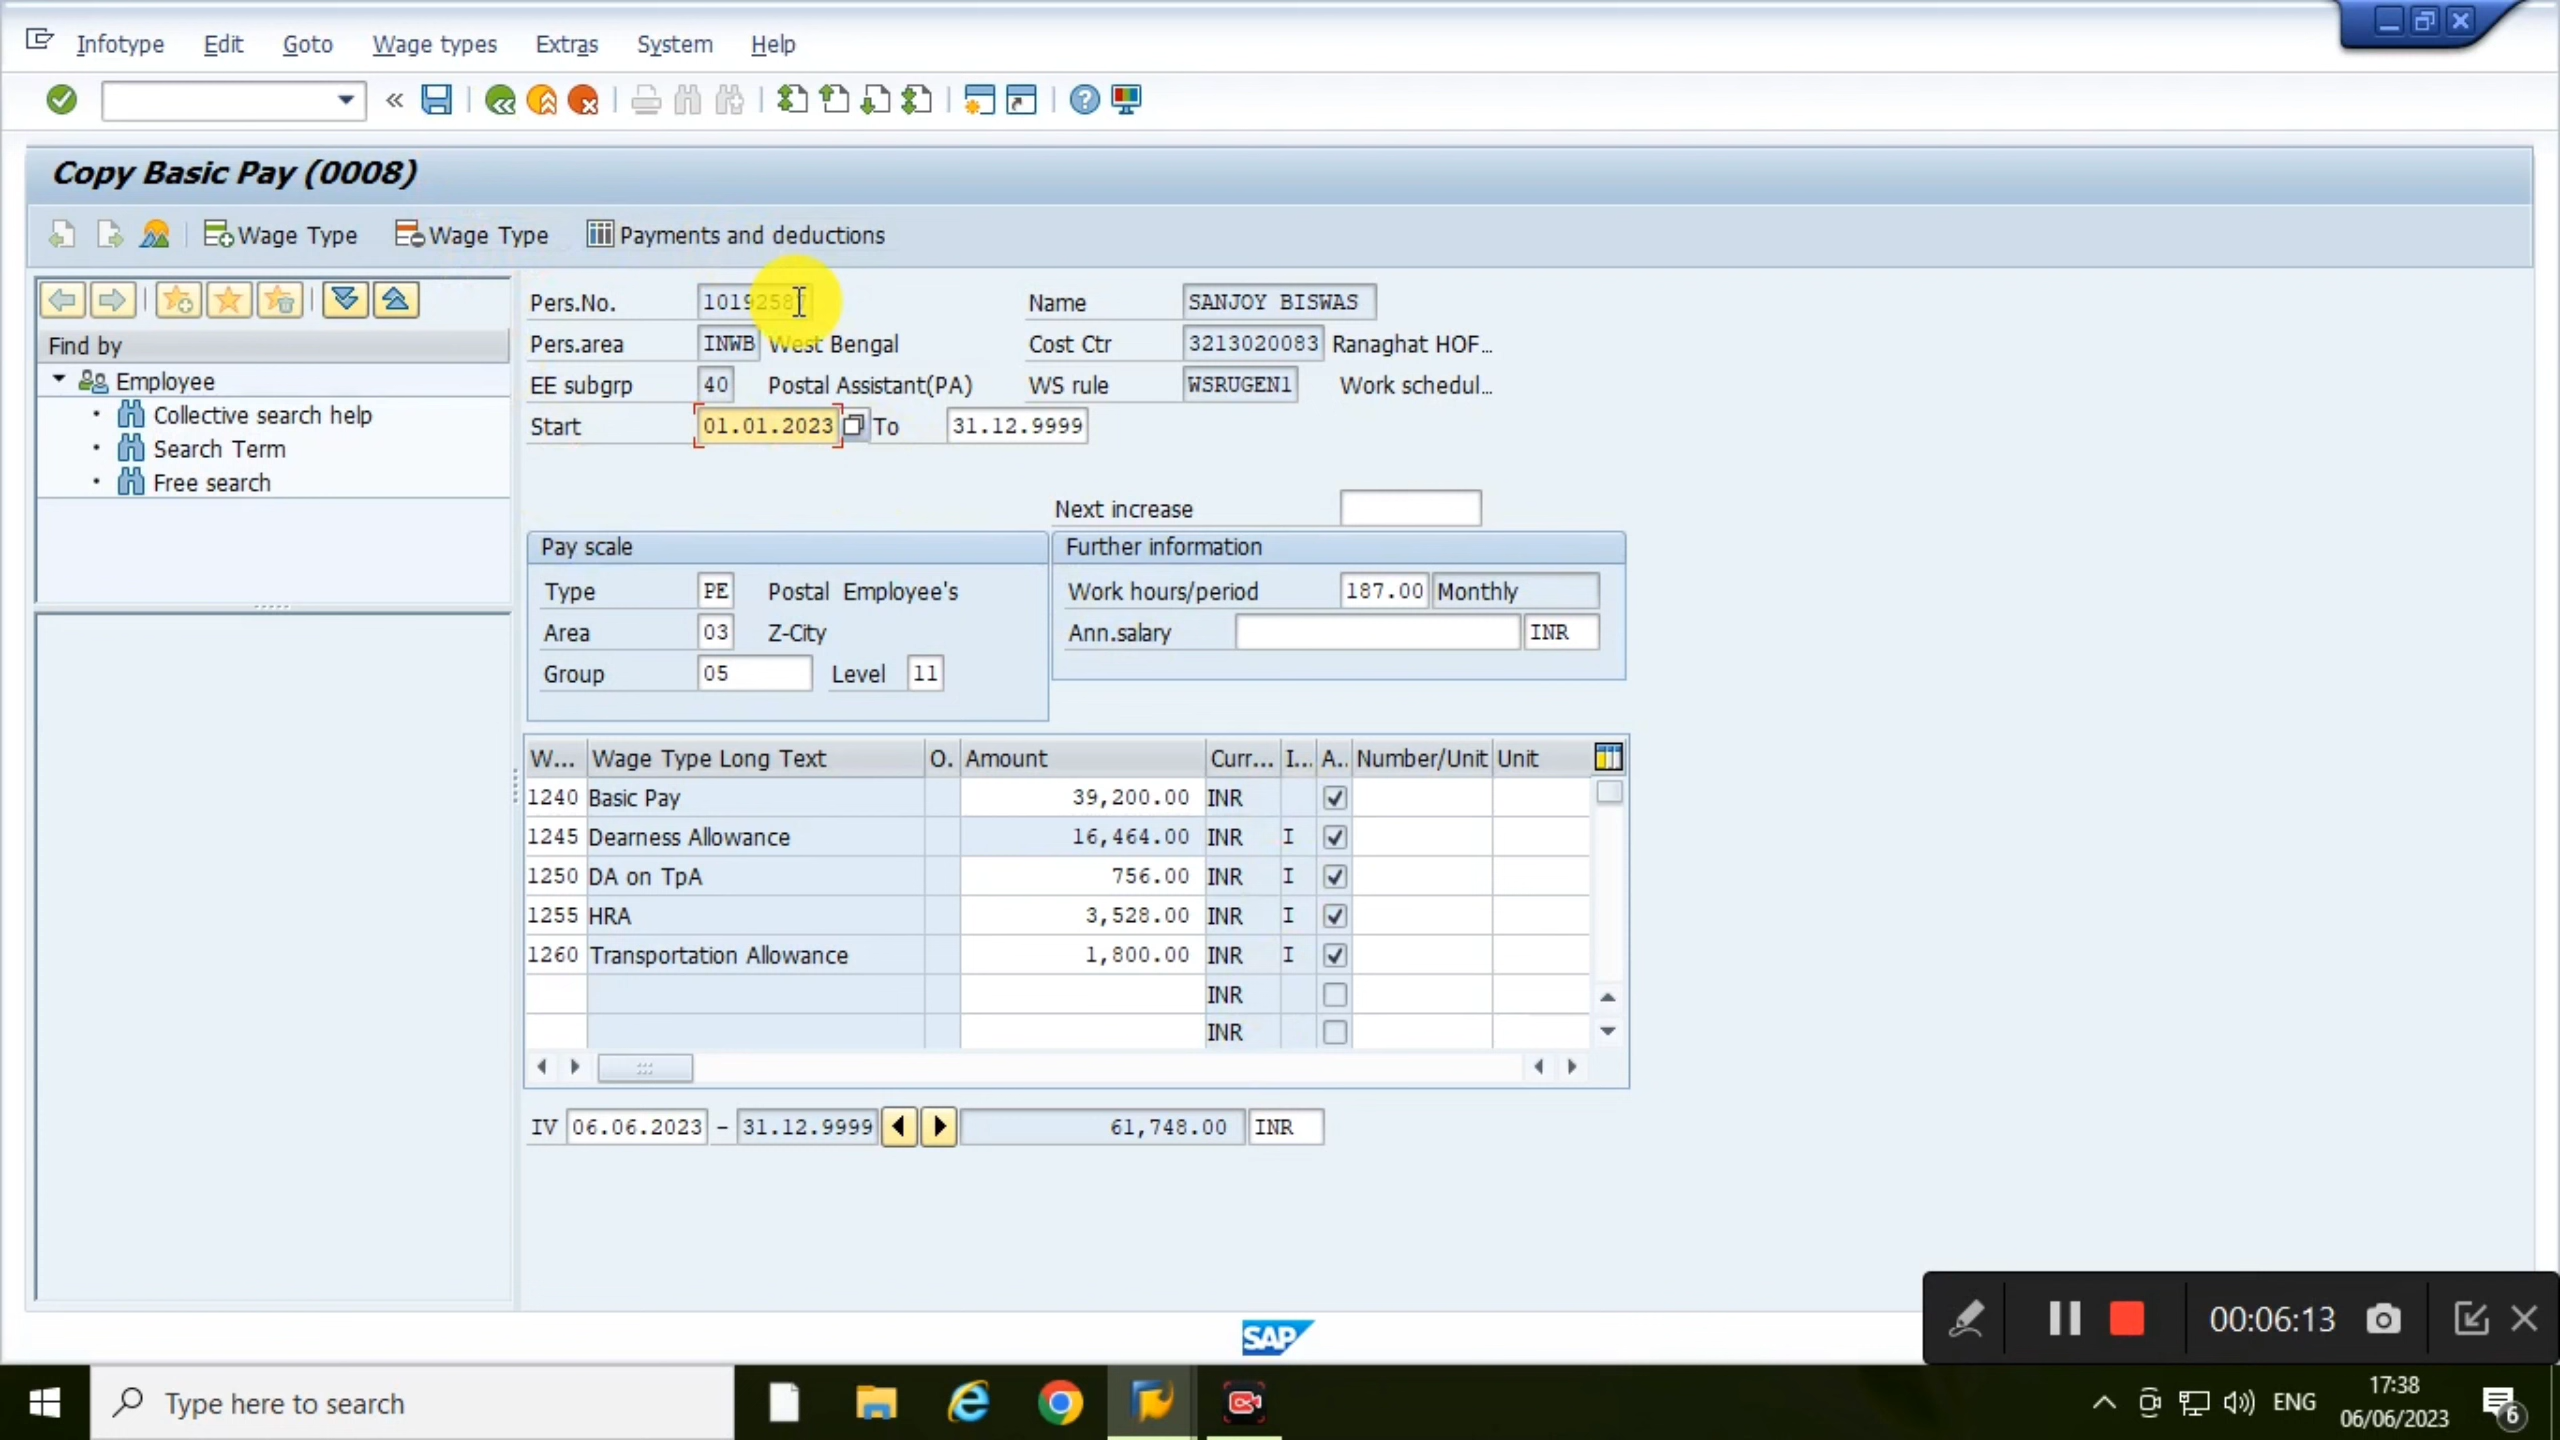 Infotype Edit Goto Wage types Extras System Help
Copy Basic Pay (0008)
Wage Type Wage Type Payments and deductions
Find by
Employee
Collective search help
Search Term
Free search
Pers.No. 10192587 Name SANJOY BISWAS
Pers.area INWB West Bengal Cost Ctr 3213020083 Ranaghat HOF...
EE subgrp 40 Postal Assistant(PA) WS rule WSRUGEN1 Work schedul...
Start 01.01.2023 To 31.12.9999
Next increase
Pay scale
Type PE Postal Employee's
Area 03 Z-City
Group 05 Level 11
Further information
Work hours/period 187.00 Monthly
Ann.salary INR
W... Wage Type Long Text O. Amount Curr... I... A.. Number/Unit Unit
1240 Basic Pay 39,200.00 INR
1245 Dearness Allowance 16,464.00 INR I
1250 DA on TpA 756.00 INR I
1255 HRA 3,528.00 INR I
1260 Transportation Allowance 1,800.00 INR I
INR
INR
IV 06.06.2023 - 31.12.9999 61,748.00 INR
SAP
00:06:13
Type here to search
ENG
17:38
06/06/2023
6